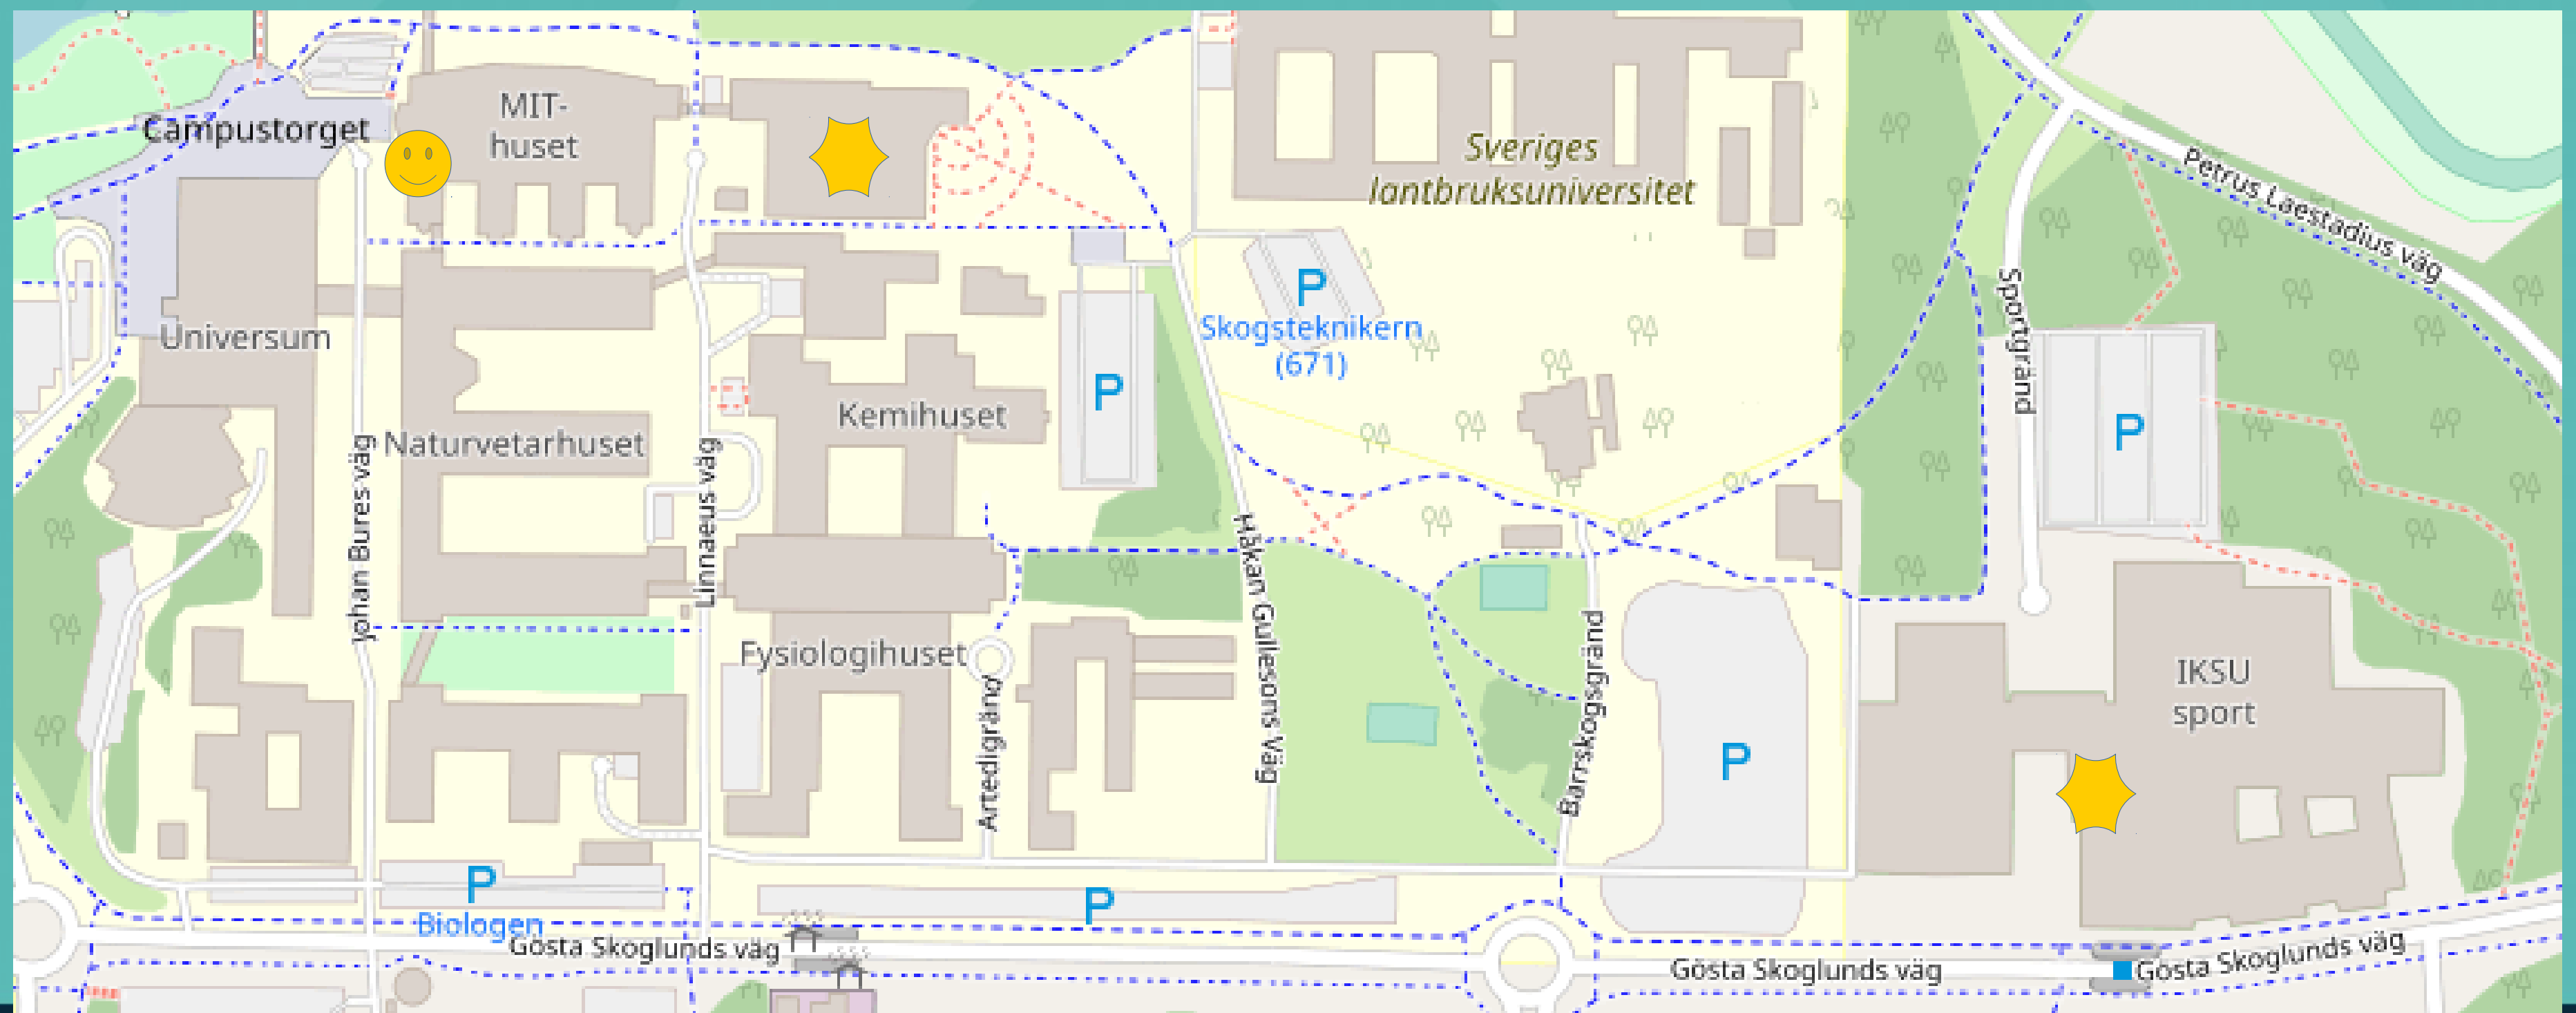 MIT-
huset
Campustorget
Sveriges
lantbruksuniversitet
Petrus Laestadius väg
P
Skogsteknikern
(671)
Universum
Sportgränd
P
Kemihuset
P
Naturvetarhuset
Johan Bures väg
Linnaeus väg
Håkan Gullesons väg
Fysiologihuset
Artedigränd
Barrskogsgränd
IKSU
sport
P
P
P
Biologen
Gösta Skoglunds väg
Gösta Skoglunds väg
Gösta Skoglunds väg